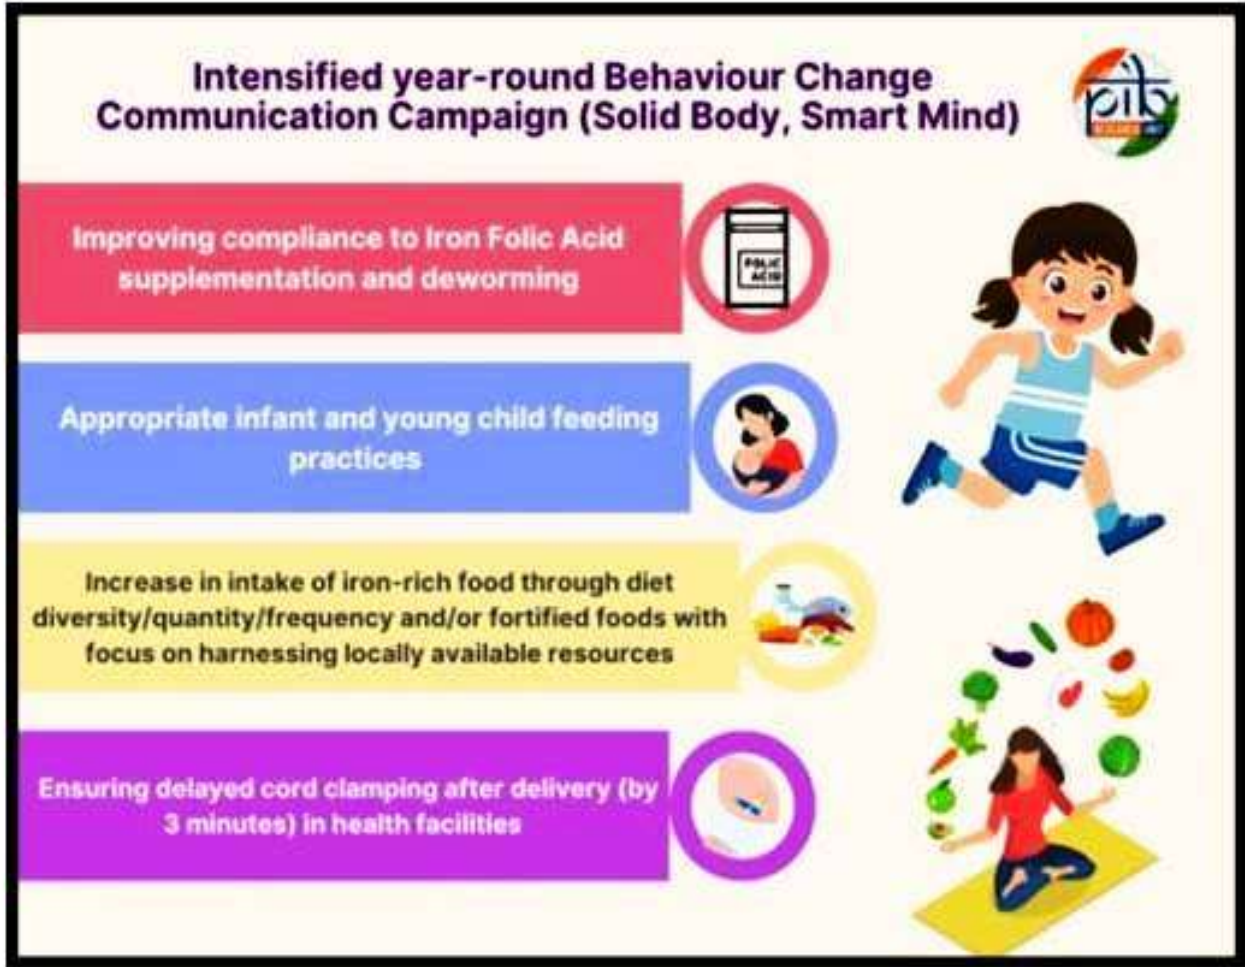 Intensified year-round Behaviour Change
Communication Campaign (Solid Body, Smart Mind)
pib
RESEARCH UNIT
Improving compliance to Iron Folic Acid
supplementation and deworming
FOLIC
ACID
Appropriate infant and young child feeding
practices
Increase in intake of iron-rich food through diet
diversity/quantity/frequency and/or fortified foods with
focus on harnessing locally available resources
Ensuring delayed cord clamping after delivery (by
3 minutes) in health facilities